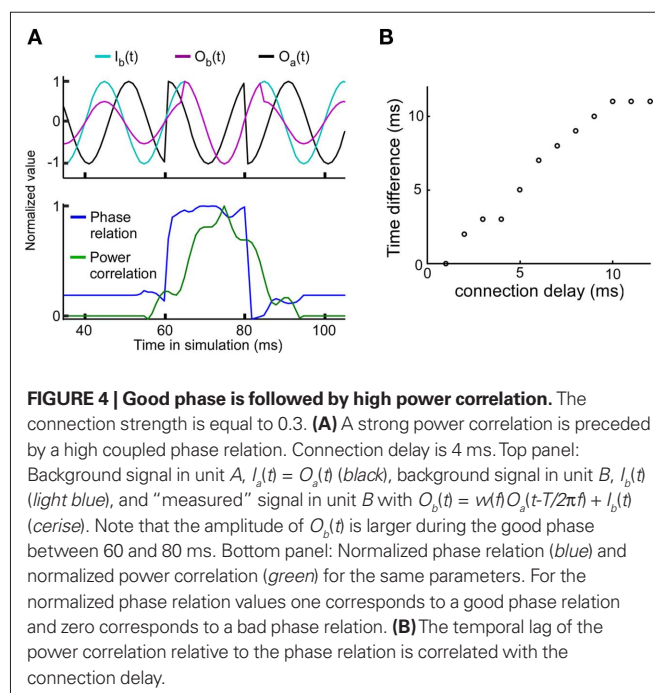 A
B
I_b(t)   O_b(t)   O_a(t)
1
0
-1
Normalized value
1
0
Phase
relation
Power
correlation
40   60   80   100
Time in simulation (ms)
Time difference (ms)
10
5
0
0   5   10
connection delay (ms)
FIGURE 4 | Good phase is followed by high power correlation. The
connection strength is equal to 0.3. (A) A strong power correlation is preceded
by a high coupled phase relation. Connection delay is 4 ms. Top panel:
Background signal in unit A, I_a(t) = O_a(t) (black), background signal in unit B, I_b(t)
(light blue), and “measured” signal in unit B with O_b(t) = w(f)O_a(t-T/2πf) + I_b(t)
(cerise). Note that the amplitude of O_b(t) is larger during the good phase
between 60 and 80 ms. Bottom panel: Normalized phase relation (blue) and
normalized power correlation (green) for the same parameters. For the
normalized phase relation values one corresponds to a good phase relation
and zero corresponds to a bad phase relation. (B) The temporal lag of the
power correlation relative to the phase relation is correlated with the
connection delay.